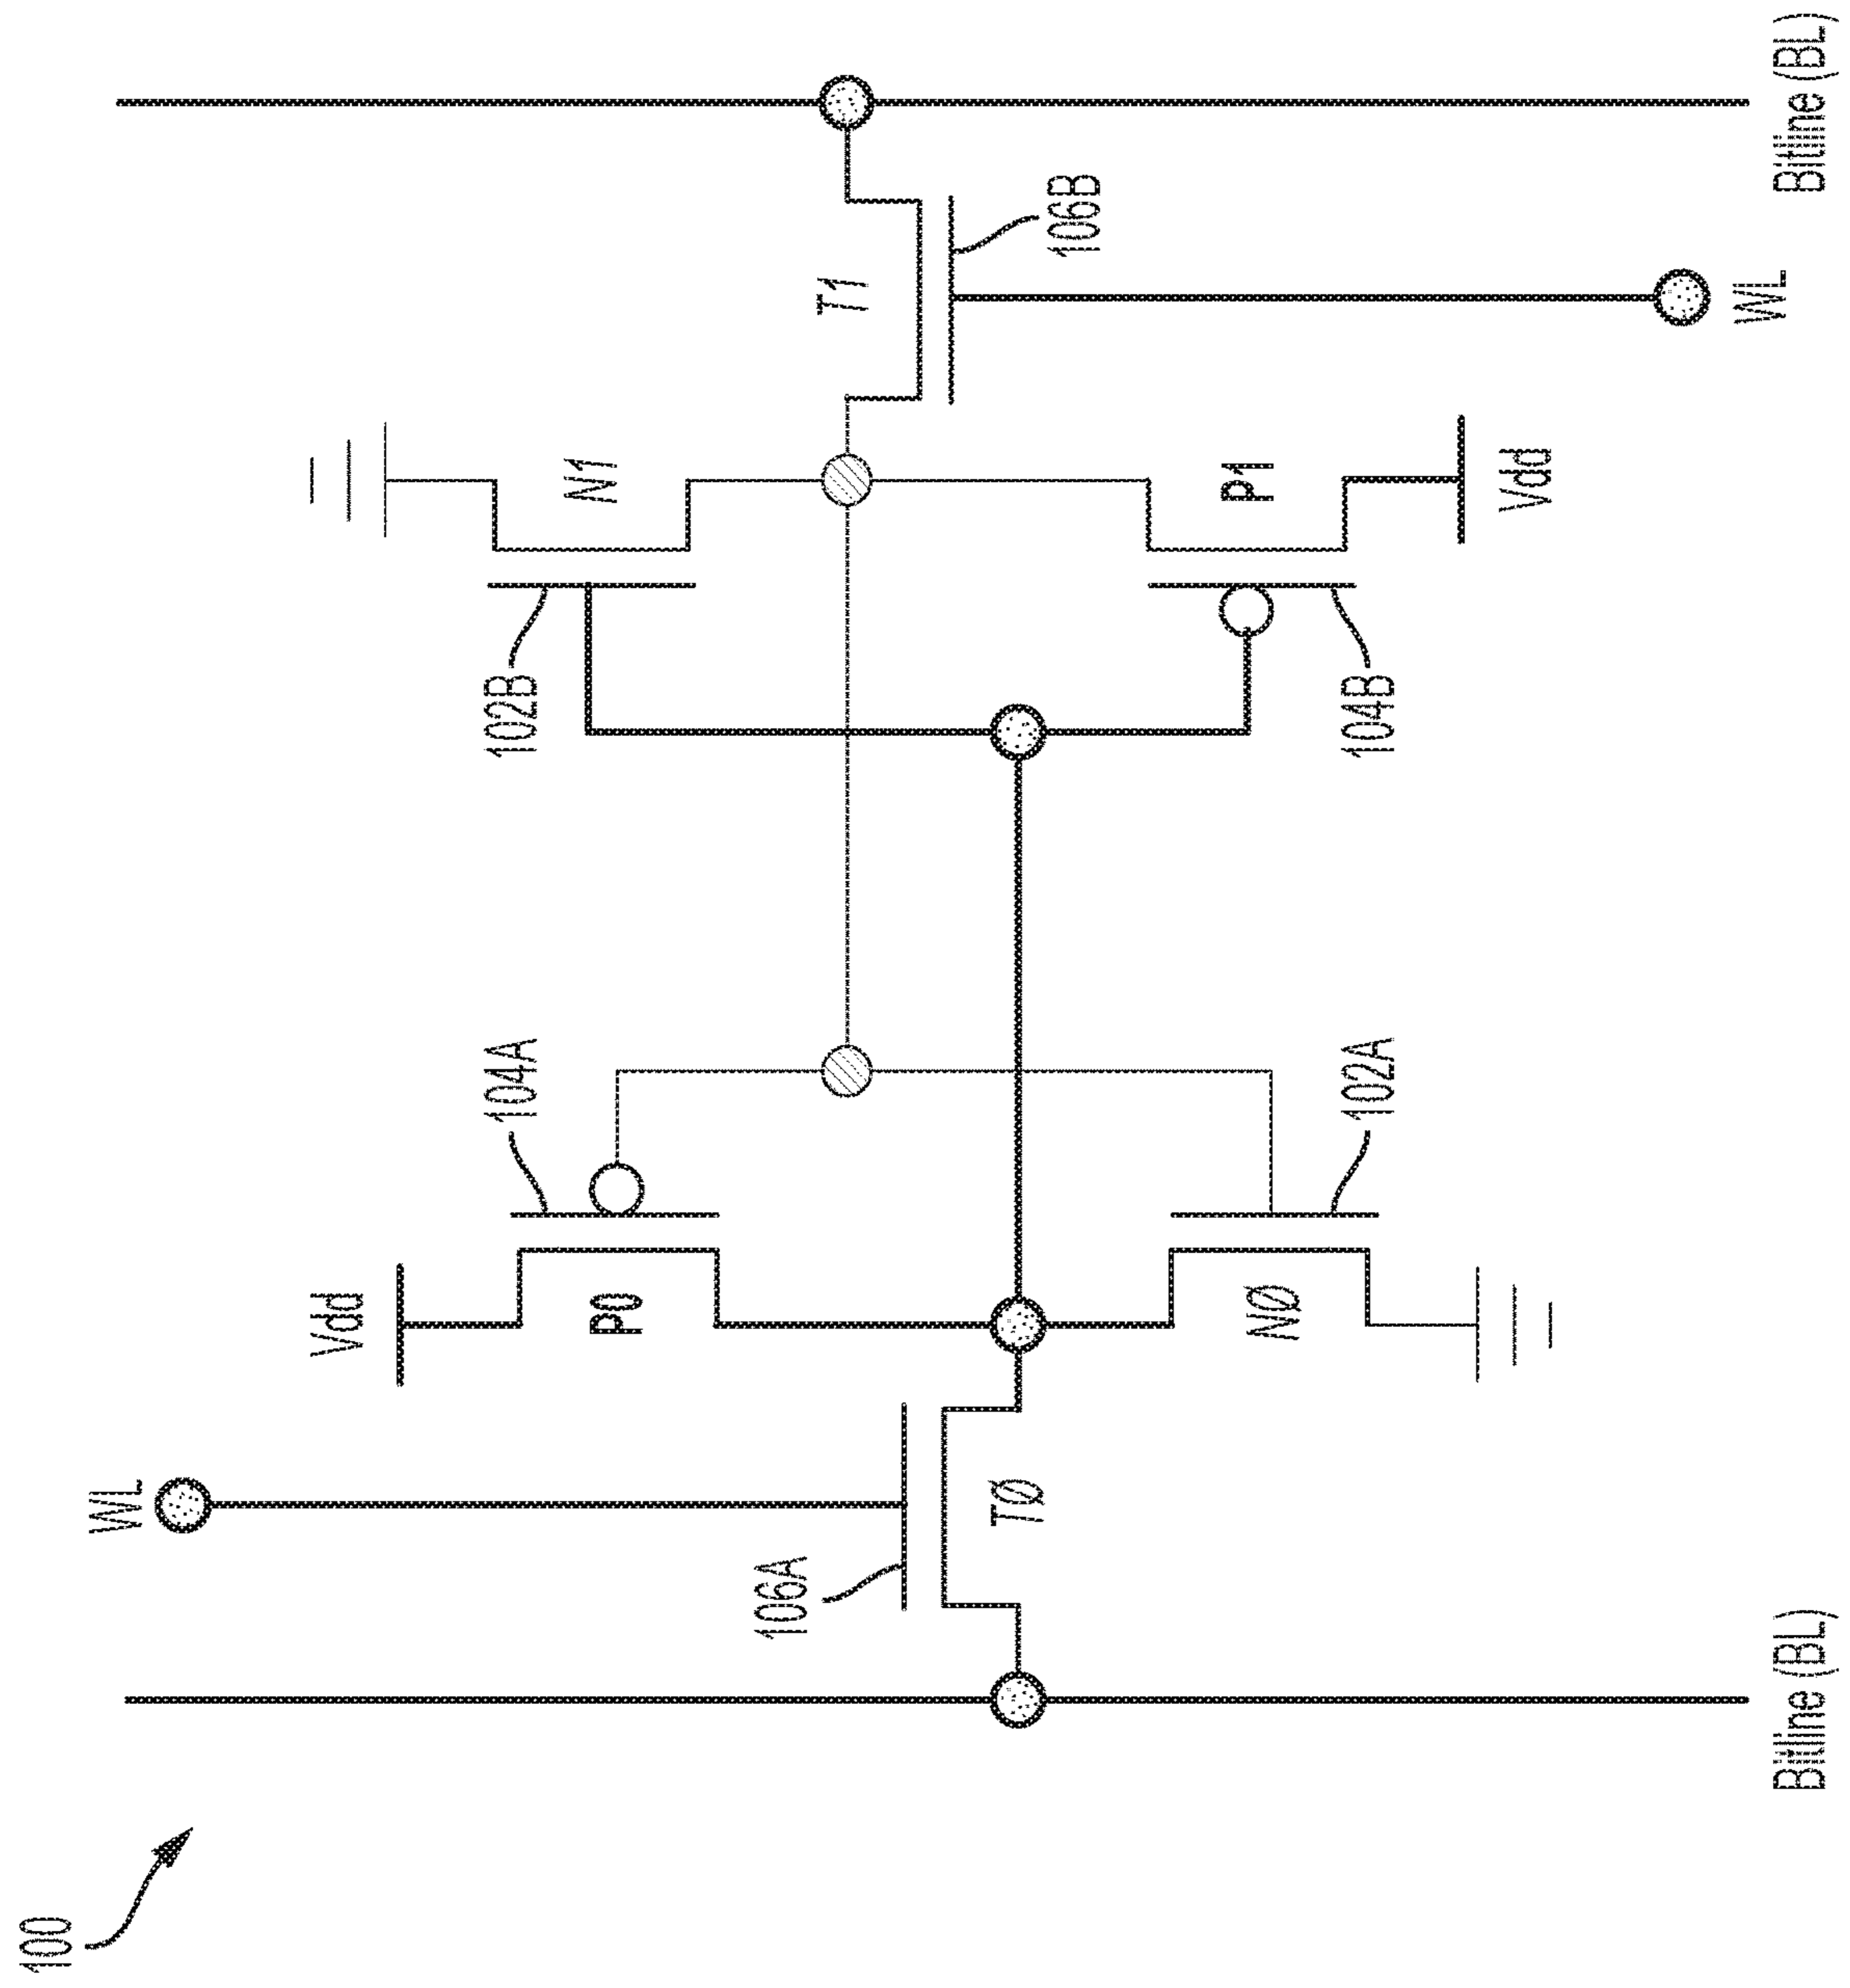 100
WL
Vdd
104A
102B
N1
P0
106A
T1
TØ
106B
P1
NØ
102A
104B
Vdd
WL
Bitline (BL)
Bitline (BL)